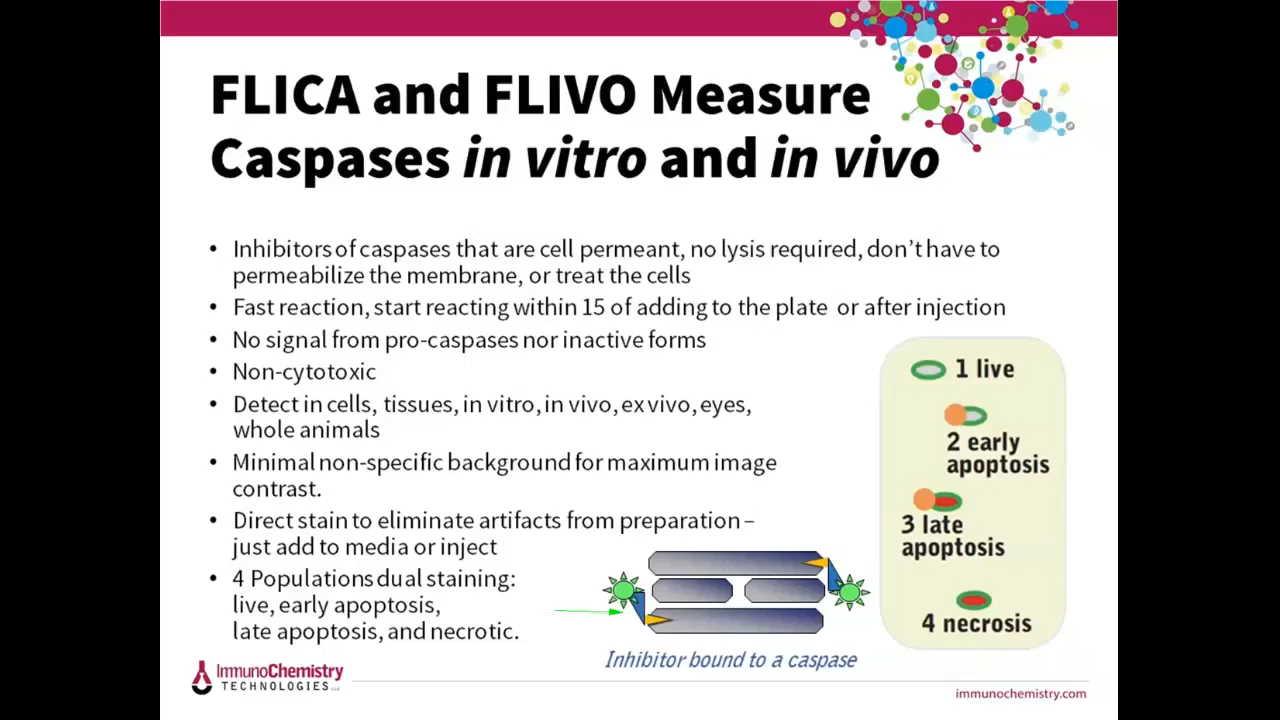 FLICA and FLIVO Measure
Caspases in vitro and in vivo
• Inhibitors of caspases that are cell permeant, no lysis required, don’t have to
permeabilize the membrane, or treat the cells
• Fast reaction, start reacting within 15 of adding to the plate or after injection
• No signal from pro-caspases nor inactive forms
• Non-cytotoxic
• Detect in cells, tissues, in vitro, in vivo, ex vivo, eyes,
whole animals
• Minimal non-specific background for maximum image
contrast.
• Direct stain to eliminate artifacts from preparation –
just add to media or inject
• 4 Populations dual staining:
live, early apoptosis,
late apoptosis, and necrotic.
1 live
2 early
apoptosis
3 late
apoptosis
4 necrosis
Inhibitor bound to a caspase
ImmunoChemistry
TECHNOLOGIES LLC
immunochemistry.com